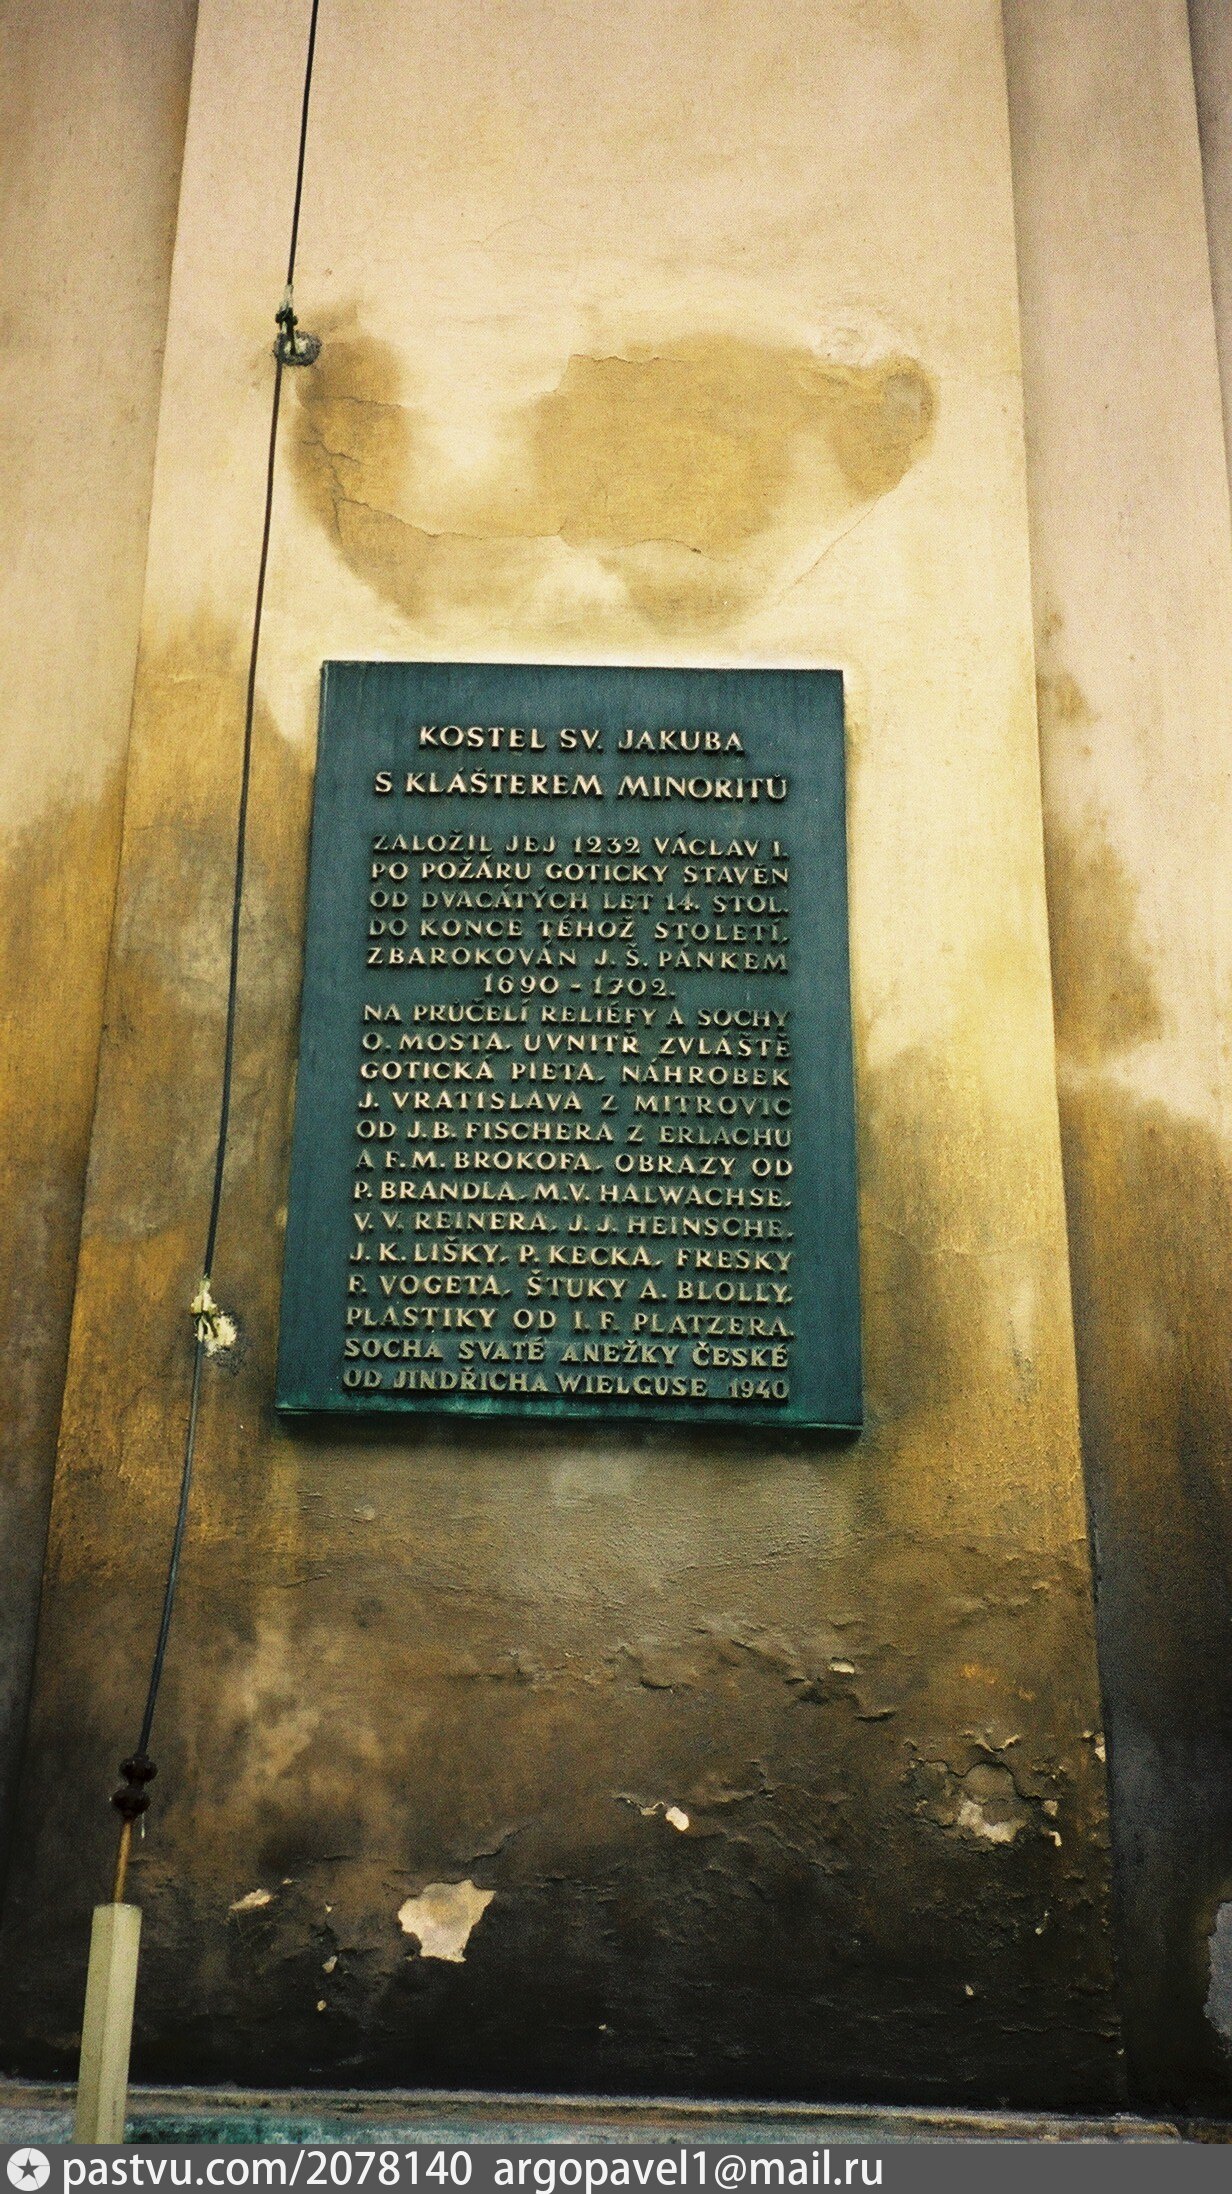 KOSTEL SV. JAKUBA
S KLÁŠTEREM MINORITŮ
ZALOŽIL JEJ 1232 VÁCLAV I.
PO POŽÁRU GOTICKY STAVĚN
OD DVACÁTÝCH LET 14. STOL.
DO KONCE TÉHOŽ STOLETÍ,
ZBAROKOVÁN J. Š. PÁNKEM
1690 - 1702.
NA PRŮČELÍ RELIÉFY A SOCHY
O. MOSTA, UVNITŘ ZVLÁŠTĚ
GOTICKÁ PIETA, NÁHROBEK
J. VRATISLAVA Z MITROVIC
OD J. B. FISCHERA Z ERLACHU
A F. M. BROKOFA, OBRAZY OD
P. BRANDLA, M. V. HALWACHSE,
V. V. REINERA, J. J. HEINSCHE,
J. K. LIŠKY, P. KECKA, FRESKY
F. VOGETA, ŠTUKY A. BLOLLY,
PLASTIKY OD I. F. PLATZERA.
SOCHA SVATÉ ANEŽKY ČESKÉ
OD JINDŘICHA WIELGUSE 1940
pastvu.com/2078140 argopavel1@mail.ru